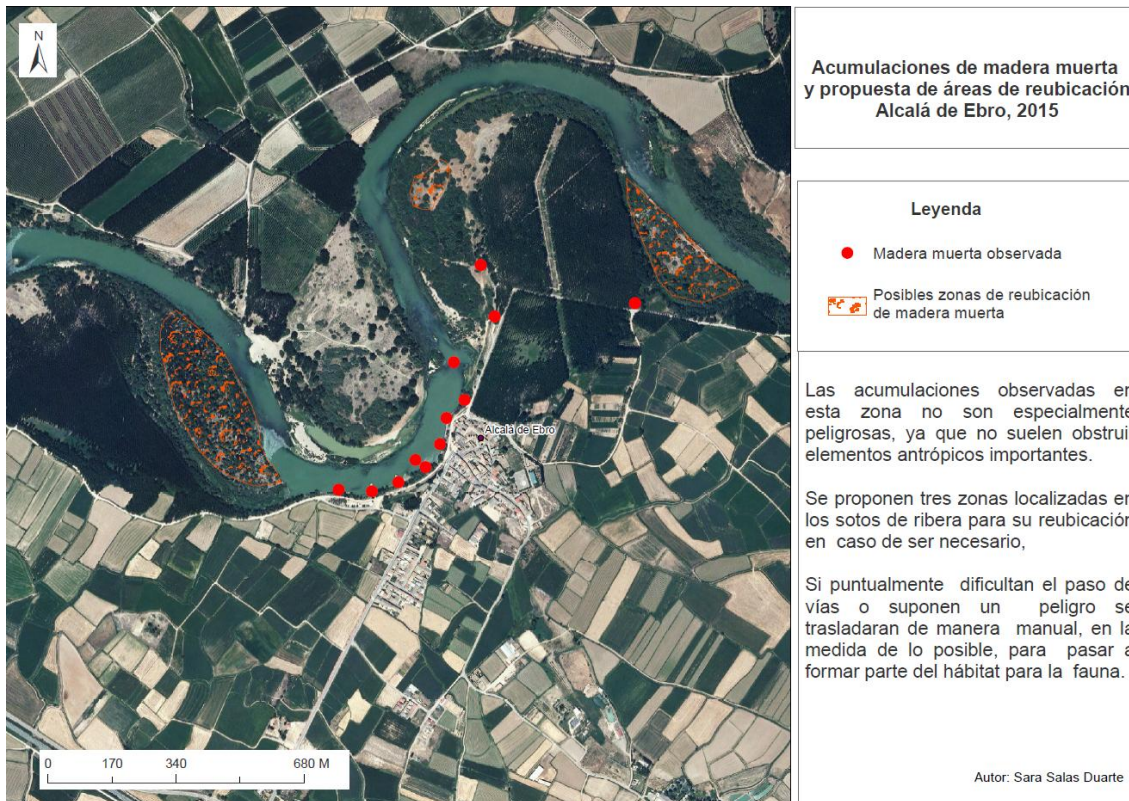 N
Alcalá de Ebro
0 170 340 680 M
Acumulaciones de madera muerta
y propuesta de áreas de reubicación
Alcalá de Ebro, 2015
Leyenda
Madera muerta observada
Posibles zonas de reubicación
de madera muerta
Las acumulaciones observadas en
esta zona no son especialmente
peligrosas, ya que no suelen obstruir
elementos antrópicos importantes.
Se proponen tres zonas localizadas en
los sotos de ribera para su reubicación
en caso de ser necesario,
Si puntualmente dificultan el paso de
vías o suponen un peligro se
trasladaran de manera manual, en la
medida de lo posible, para pasar a
formar parte del hábitat para la fauna.
Autor: Sara Salas Duarte